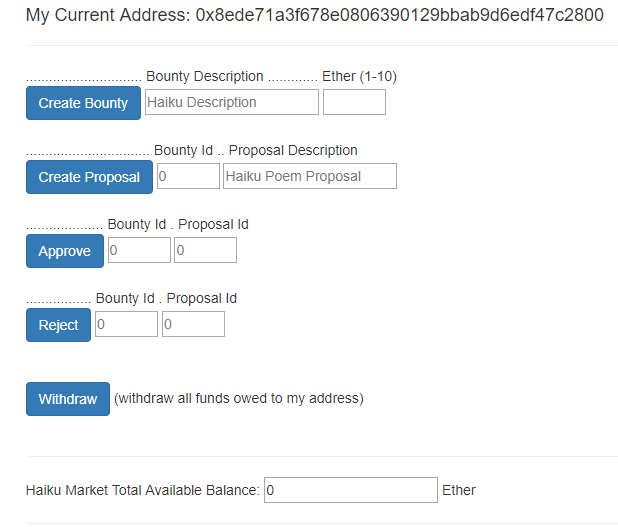 My Current Address: 0x8ede71a3f678e0806390129bbab9d6edf47c2800
.............................. Bounty Description ............. Ether (1-10)
Create Bounty Haiku Description
................................ Bounty Id .. Proposal Description
Create Proposal 0 Haiku Poem Proposal
.................... Bounty Id . Proposal Id
Approve 0 0
................. Bounty Id . Proposal Id
Reject 0 0
Withdraw (withdraw all funds owed to my address)
Haiku Market Total Available Balance: 0 Ether